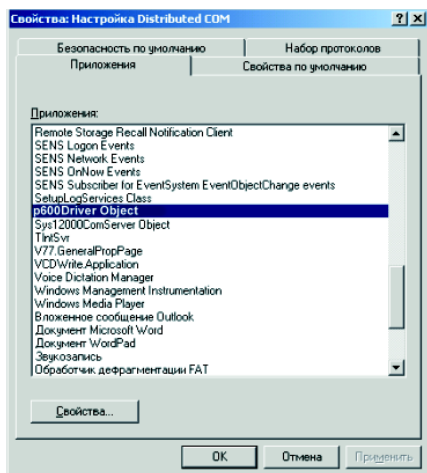 Свойства: Настройка Distributed COM
Безопасность по умолчанию
Набор протоколов
Приложения
Свойства по умолчанию
Приложения:
Remote Storage Recall Notification Client
SENS Logon Events
SENS Network Events
SENS OnNow Events
SENS Subscriber for EventSystem EventObjectChange events
SetupLogServices Class
p600Driver Object
Sys12000ComServer Object
TlntSvr
V77.GeneralPropPage
VCDWrite.Application
Voice Dictation Manager
Windows Management Instrumentation
Windows Media Player
Вложенное сообщение Outlook
Документ Microsoft Word
Документ WordPad
Звукозапись
Обработчик дефрагментации FAT
Свойства...
OK
Отмена
Применить